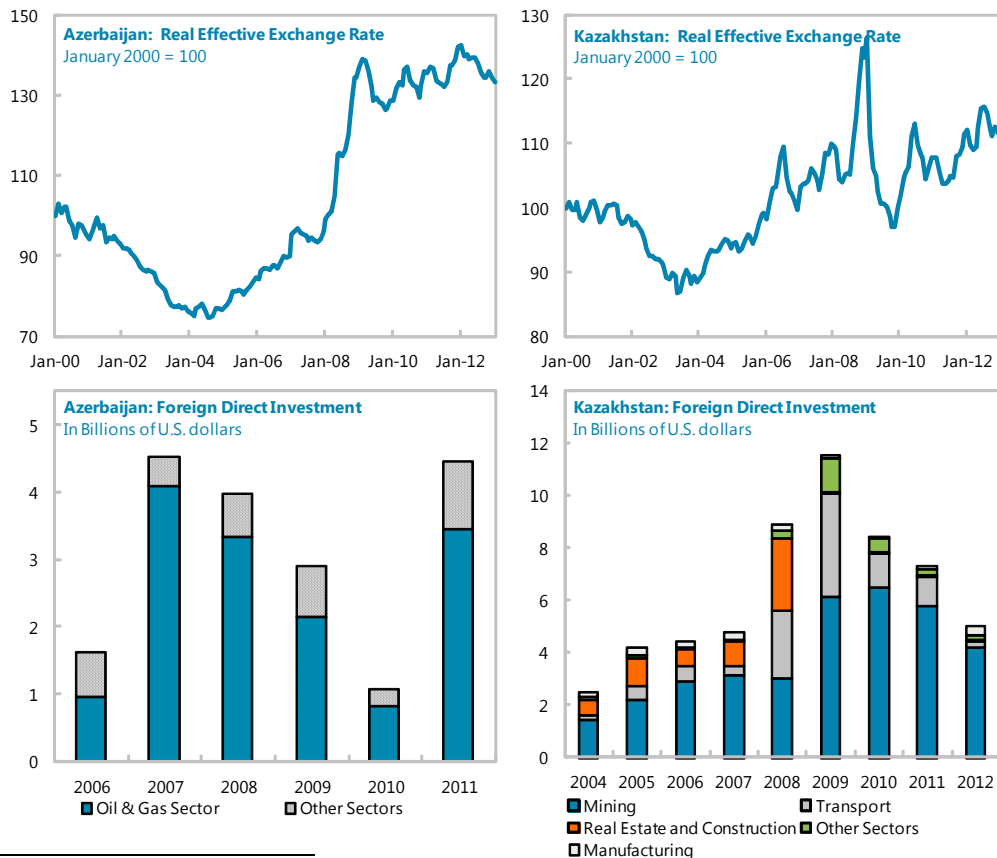 Azerbaijan: Real Effective Exchange Rate
January 2000 = 100
150
130
110
90
70
Jan-00 Jan-02 Jan-04 Jan-06 Jan-08 Jan-10 Jan-12
Kazakhstan: Real Effective Exchange Rate
January 2000 = 100
130
120
110
100
90
80
Jan-00 Jan-02 Jan-04 Jan-06 Jan-08 Jan-10 Jan-12
Azerbaijan: Foreign Direct Investment
In Billions of U.S. dollars
5
4
3
2
1
0
2006 2007 2008 2009 2010 2011
Oil & Gas Sector Other Sectors
Kazakhstan: Foreign Direct Investment
In Billions of U.S. dollars
14
12
10
8
6
4
2
0
2004 2005 2006 2007 2008 2009 2010 2011 2012
Mining Transport
Real Estate and Construction Other Sectors
Manufacturing